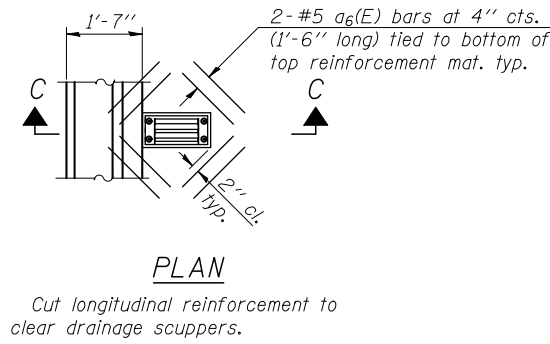 1'-7"
2- #5 a6(E) bars at 4" cts.
(1'-6" long) tied to bottom of
top reinforcement mat. typ.
C
C
2" cl.
typ.
PLAN
Cut longitudinal reinforcement to
clear drainage scuppers.